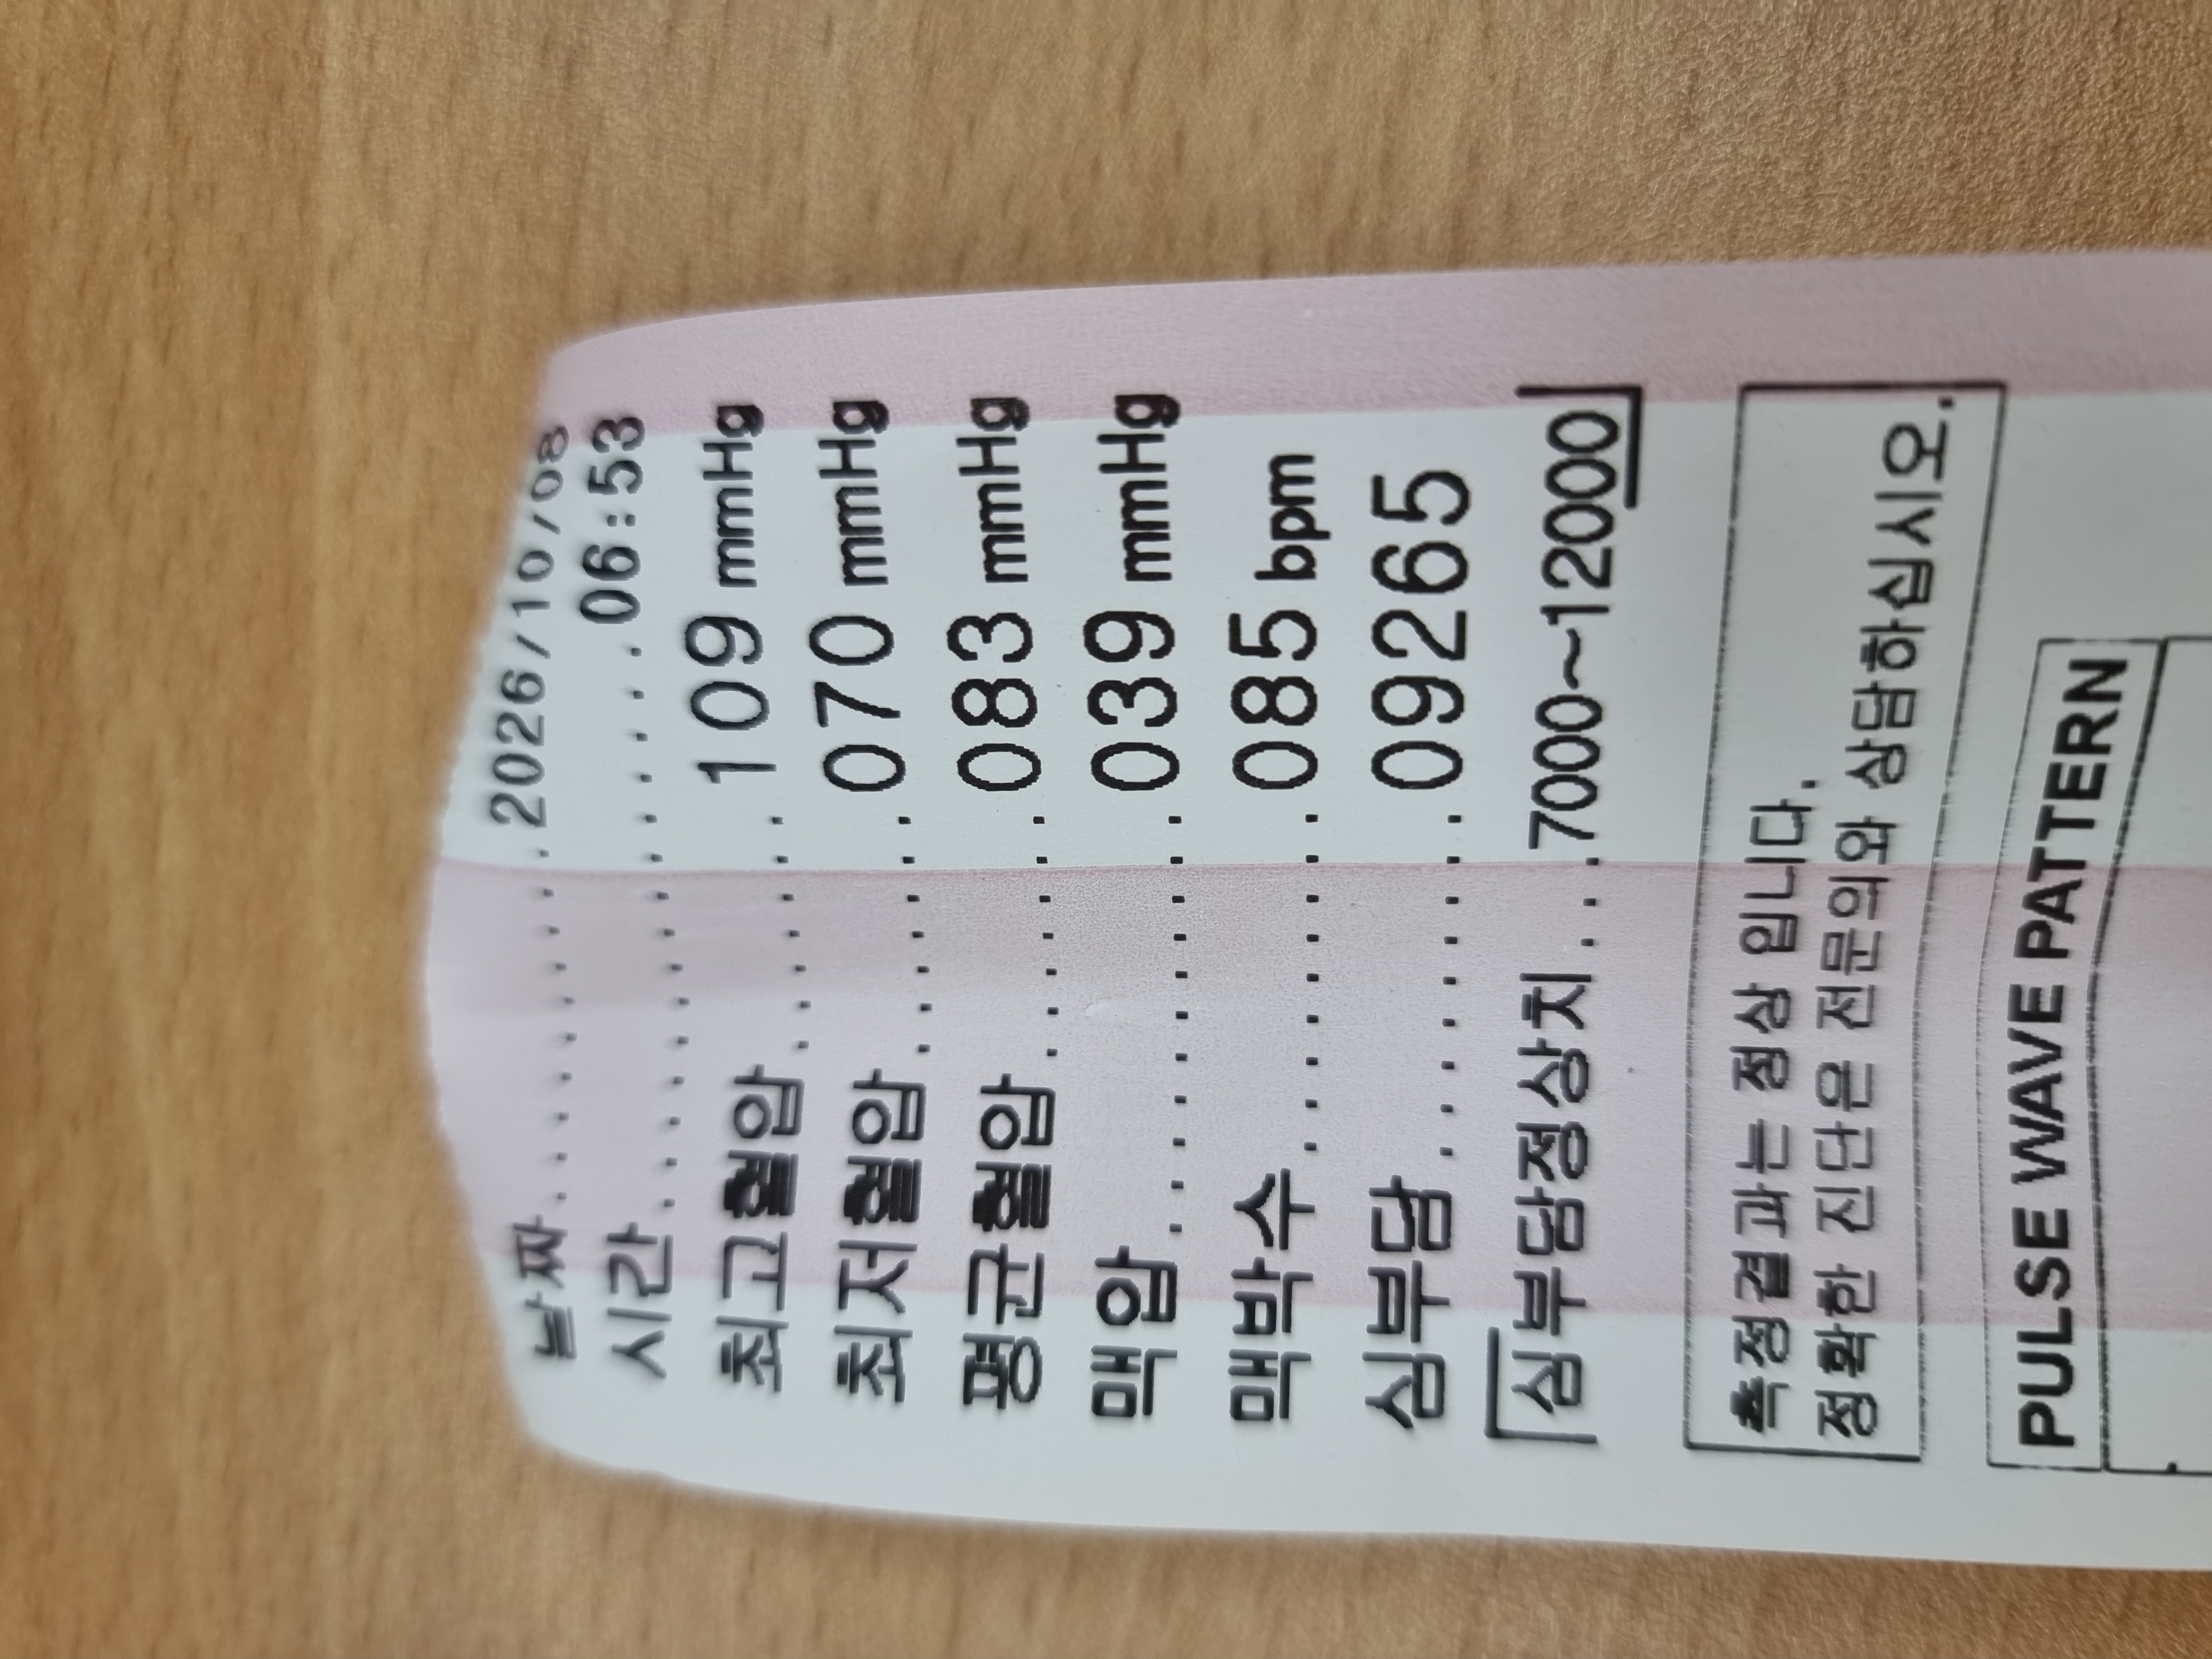 날짜..............2026/10/08
시간..................06:53
최고혈압.......109 mmHg
최저혈압.......070 mmHg
평균혈압.......083 mmHg
맥압............039 mmHg
맥박수..........085 bpm
심부담..........09265
심부담정상치...7000~12000
측정결과는 정상 입니다.
정확한 진단은 전문의와 상담하십시오.
PULSE WAVE PATTERN